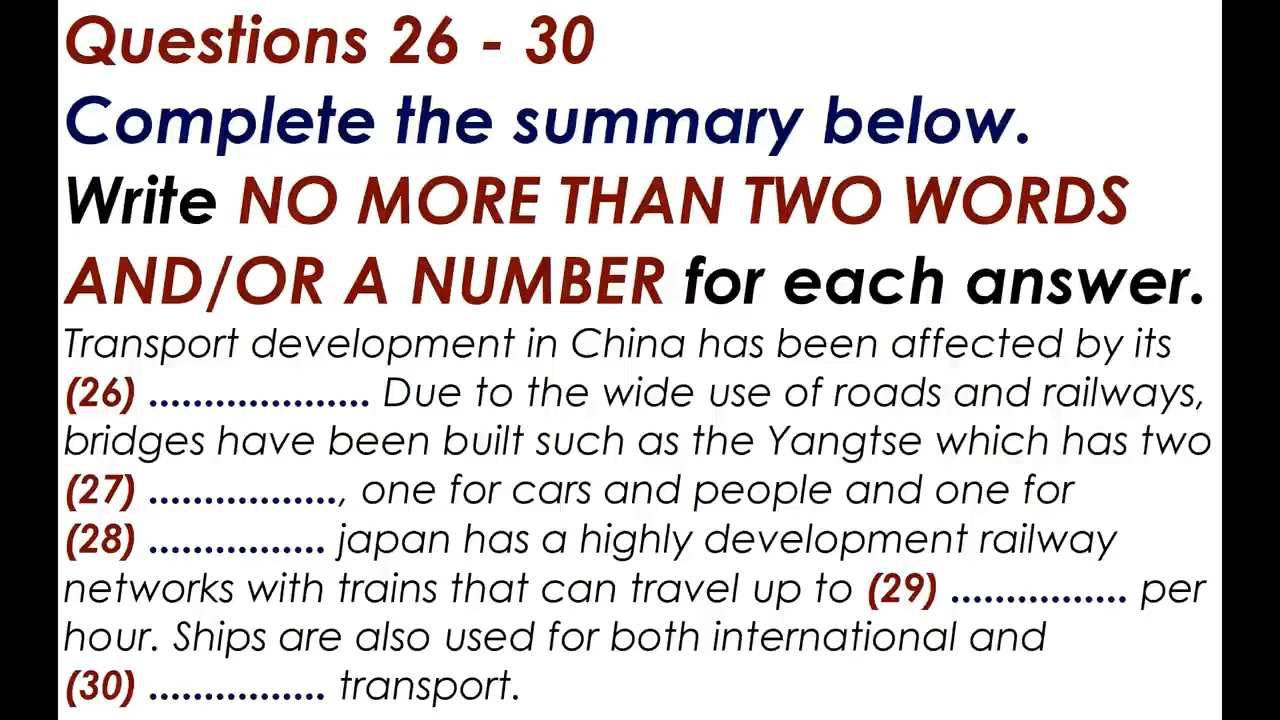 Questions 26 - 30
Complete the summary below.
Write NO MORE THAN TWO WORDS
AND/OR A NUMBER for each answer.
Transport development in China has been affected by its
(26) .................... Due to the wide use of roads and railways,
bridges have been built such as the Yangtse which has two
(27) ................., one for cars and people and one for
(28) ................ japan has a highly development railway
networks with trains that can travel up to (29) ................ per
hour. Ships are also used for both international and
(30) ................ transport.